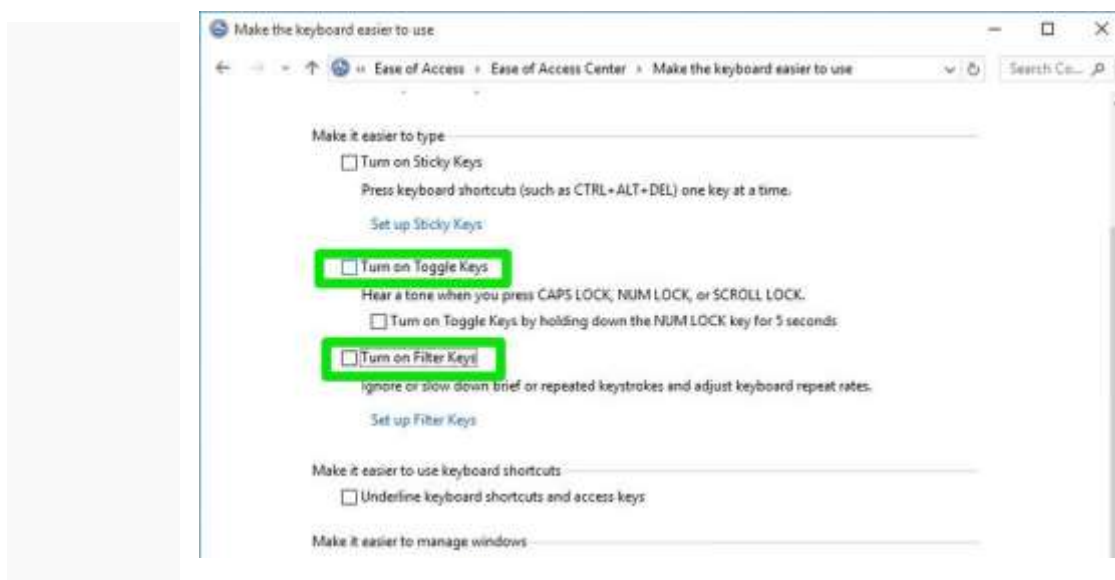 Make the keyboard easier to use
« Ease of Access › Ease of Access Center › Make the keyboard easier to use
Search Co...
Make it easier to type
Turn on Sticky Keys
Press keyboard shortcuts (such as CTRL+ALT+DEL) one key at a time.
Set up Sticky Keys
Turn on Toggle Keys
Hear a tone when you press CAPS LOCK, NUM LOCK, or SCROLL LOCK.
Turn on Toggle Keys by holding down the NUM LOCK key for 5 seconds
Turn on Filter Keys
Ignore or slow down brief or repeated keystrokes and adjust keyboard repeat rates.
Set up Filter Keys
Make it easier to use keyboard shortcuts
Underline keyboard shortcuts and access keys
Make it easier to manage windows